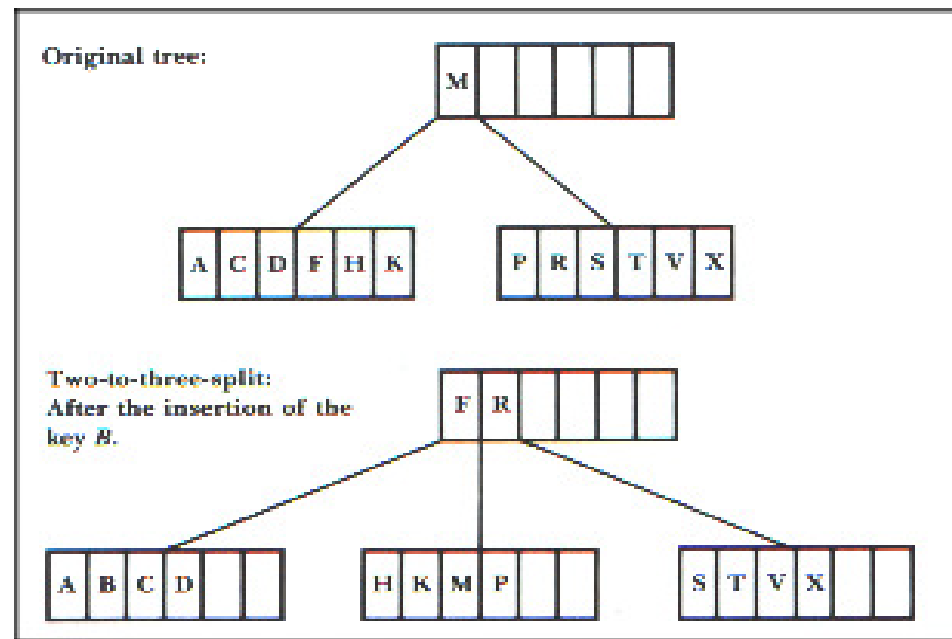 Original tree:
M
A C D F H K
P R S T V X
Two-to-three-split:
After the insertion of the
key B.
F R
A B C D
H K M P
S T V X